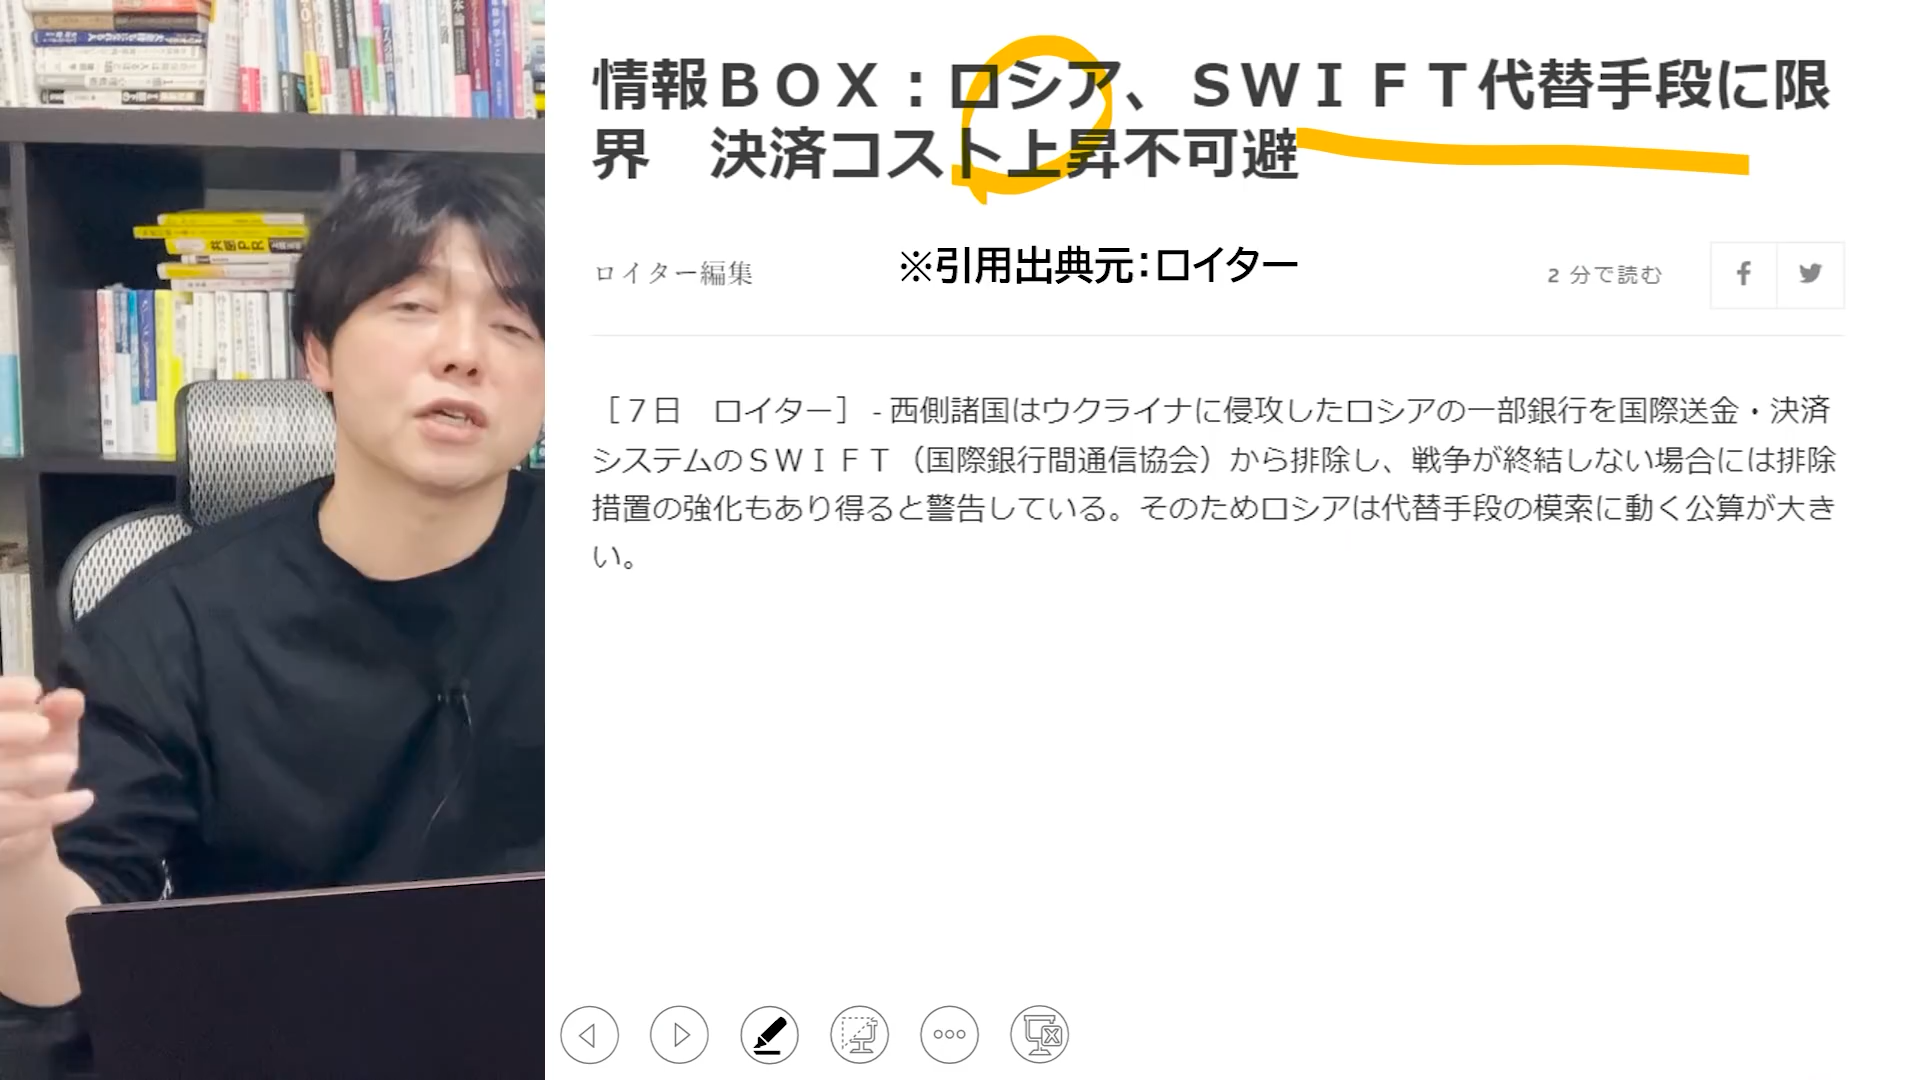 情報ＢＯＸ：ロシア、ＳＷＩＦＴ代替手段に限
界　決済コスト上昇不可避
ロイター編集
※引用出典元：ロイター
2 分で読む
［７日　ロイター］ - 西側諸国はウクライナに侵攻したロシアの一部銀行を国際送金・決済
システムのＳＷＩＦＴ（国際銀行間通信協会）から排除し、戦争が終結しない場合には排除
措置の強化もあり得ると警告している。そのためロシアは代替手段の模索に動く公算が大き
い。